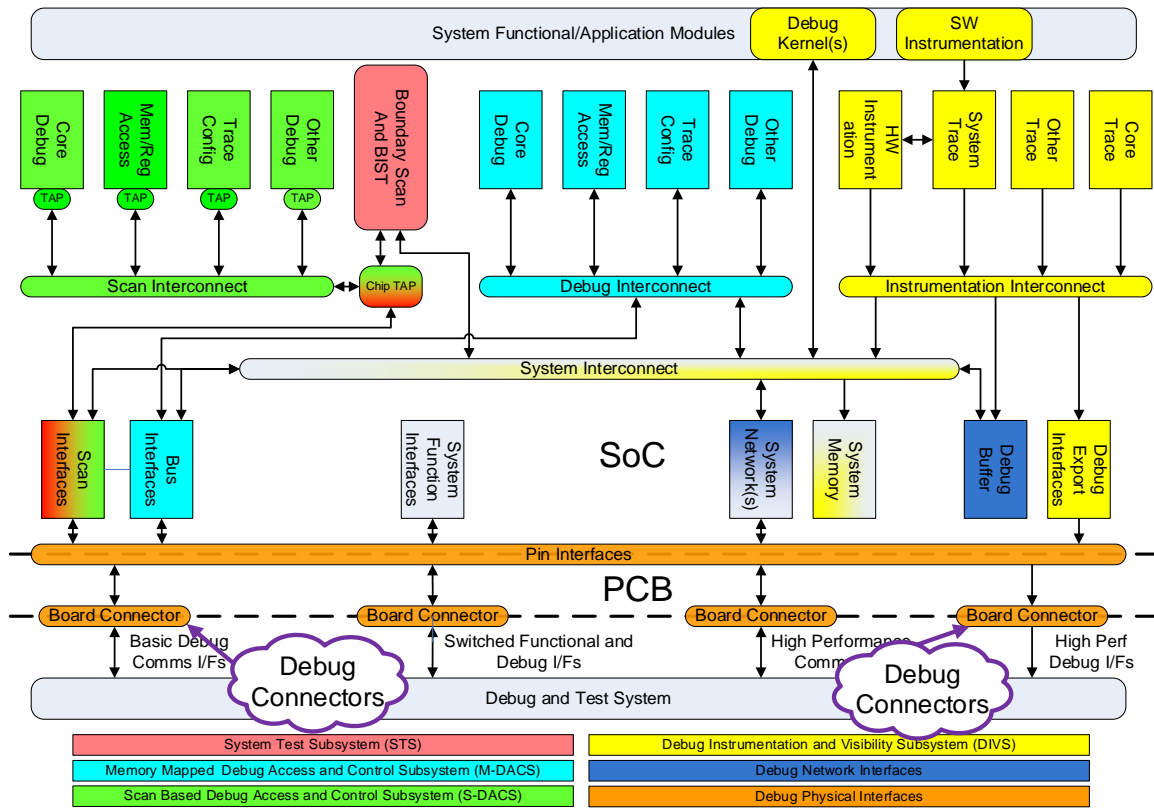 System Functional/Application Modules
Debug
Kernel(s)
SW
Instrumentation
Core
Debug
TAP
Mem/Reg
Access
TAP
Trace
Config
TAP
Other
Debug
TAP
Boundary Scan
And BIST
Core
Debug
Mem/Reg
Access
Trace
Config
Other
Debug
HW
Instrument
ation
System
Trace
Other
Trace
Core
Trace
Scan Interconnect
Chip TAP
Debug Interconnect
Instrumentation Interconnect
System Interconnect
Scan
Interfaces
Bus
Interfaces
System
Function
Interfaces
SoC
System
Network(s)
System
Memory
Debug
Buffer
Debug
Export
Interfaces
Pin Interfaces
PCB
Board Connector
Board Connector
Board Connector
Board Connector
Basic Debug
Comms I/Fs
Switched Functional and
Debug I/Fs
High Performance
Comm
High Perf
Debug I/Fs
Debug
Connectors
Debug
Connectors
Debug and Test System
System Test Subsystem (STS)
Debug Instrumentation and Visibility Subsystem (DIVS)
Memory Mapped Debug Access and Control Subsystem (M-DACS)
Debug Network Interfaces
Scan Based Debug Access and Control Subsystem (S-DACS)
Debug Physical Interfaces